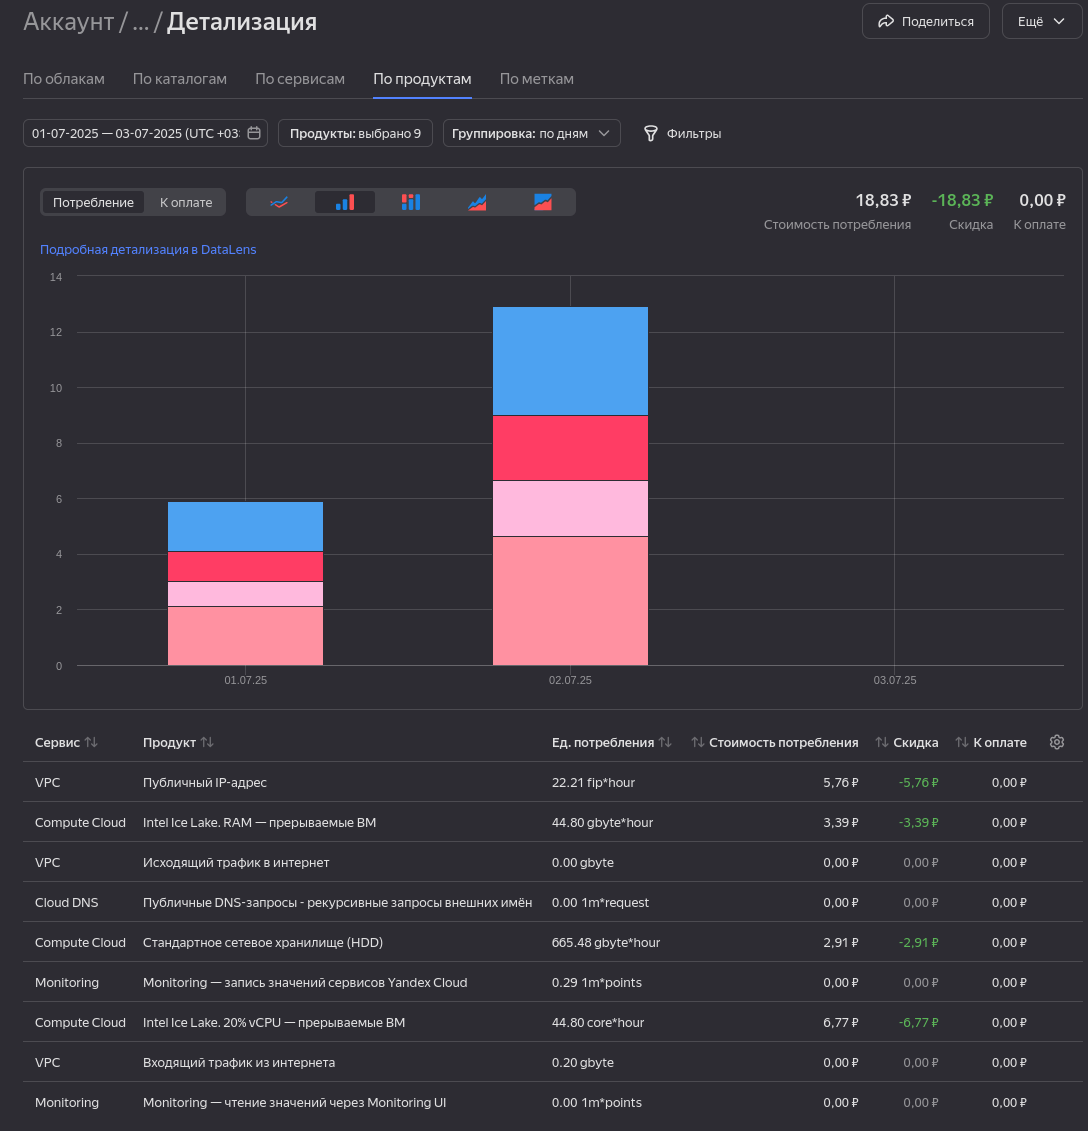 Аккаунт / ... / Детализация
Поделиться
Ещё
По облакам По каталогам По сервисам По продуктам По меткам
01-07-2025 — 03-07-2025 (UTC +03:
Продукты: выбрано 9
Группировка: по дням
Фильтры
Потребление К оплате
18,83 ₽ -18,83 ₽ 0,00 ₽
Стоимость потребления Скидка К оплате
Подробная детализация в DataLens
14
12
10
8
6
4
2
0
01.07.25 02.07.25 03.07.25
Сервис Продукт Ед. потребления Стоимость потребления Скидка К оплате
VPC Публичный IP-адрес 22.21 fip*hour 5,76 ₽ -5,76 ₽ 0,00 ₽
Compute Cloud Intel Ice Lake. RAM — прерываемые ВМ 44.80 gbyte*hour 3,39 ₽ -3,39 ₽ 0,00 ₽
VPC Исходящий трафик в интернет 0.00 gbyte 0,00 ₽ 0,00 ₽ 0,00 ₽
Cloud DNS Публичные DNS-запросы - рекурсивные запросы внешних имён 0.00 1m*request 0,00 ₽ 0,00 ₽ 0,00 ₽
Compute Cloud Стандартное сетевое хранилище (HDD) 665.48 gbyte*hour 2,91 ₽ -2,91 ₽ 0,00 ₽
Monitoring Monitoring — запись значений сервисов Yandex Cloud 0.29 1m*points 0,00 ₽ 0,00 ₽ 0,00 ₽
Compute Cloud Intel Ice Lake. 20% vCPU — прерываемые ВМ 44.80 core*hour 6,77 ₽ -6,77 ₽ 0,00 ₽
VPC Входящий трафик из интернета 0.20 gbyte 0,00 ₽ 0,00 ₽ 0,00 ₽
Monitoring Monitoring — чтение значений через Monitoring UI 0.00 1m*points 0,00 ₽ 0,00 ₽ 0,00 ₽